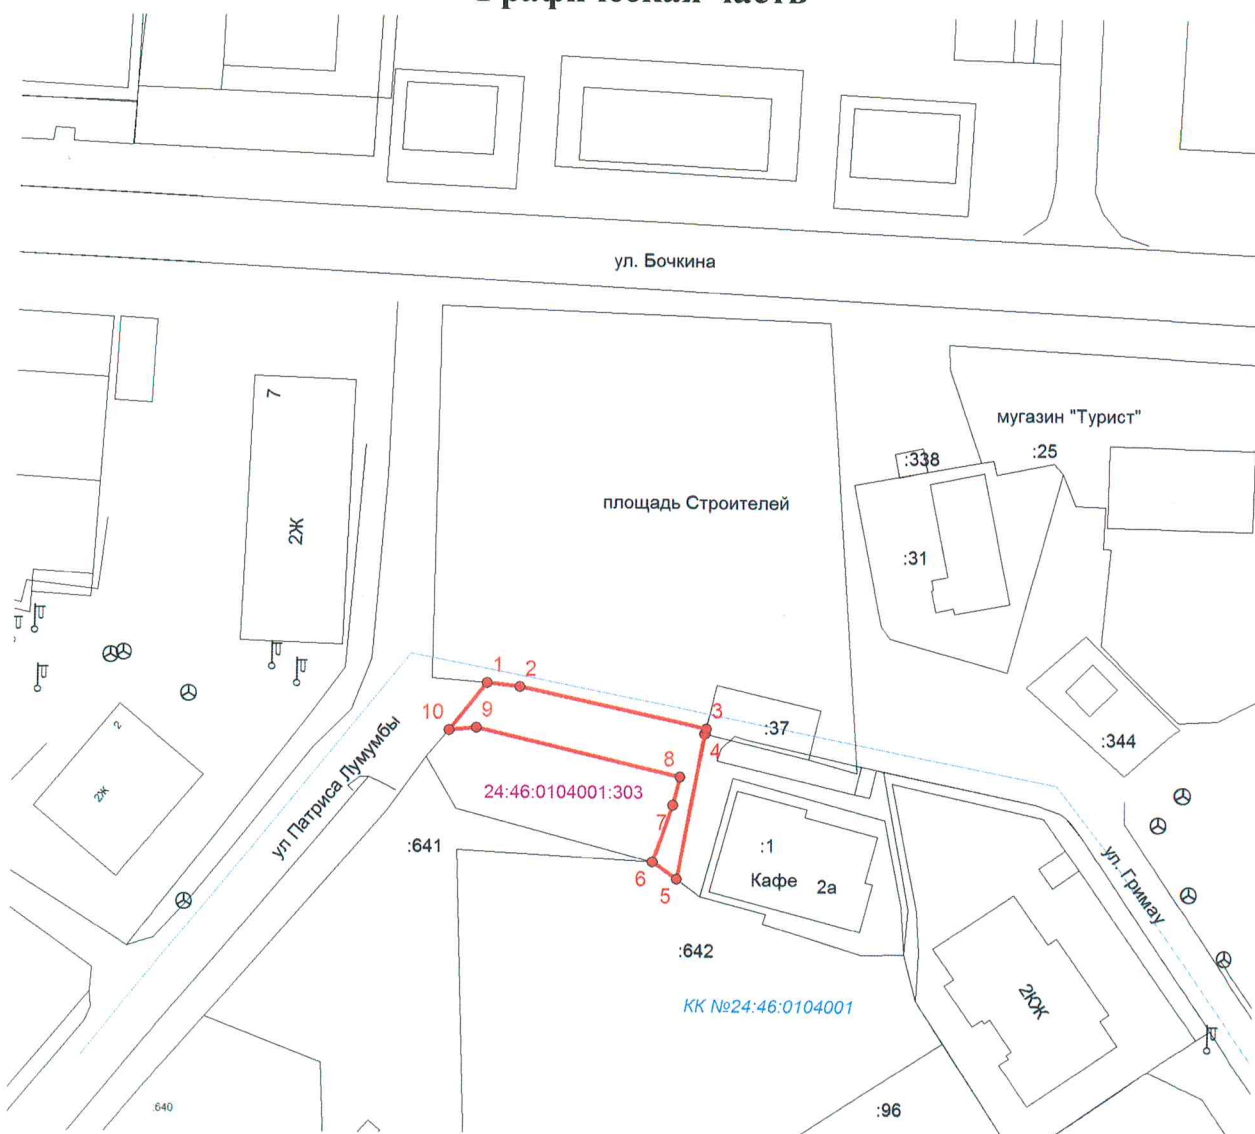 Графическая часть
ул. Бочкина
7
мугазин "Турист"
:338
:25
площадь Строителей
2Ж
:31
1
2
10
9
3
:37
4
2
ул Патриса Лумумбы
8
:344
2Ж
24:46:0104001:303
7
:641
:1
ул. Гримау
6
Кафе 2а
5
:642
КК №24:46:0104001
2КЖ
:640
:96